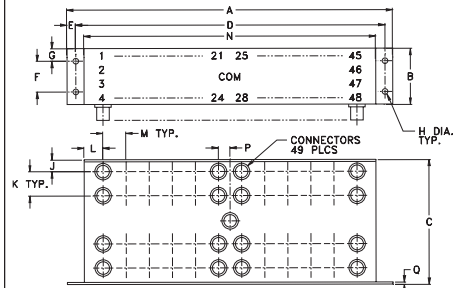 A
E
D
N
G
1 21 25 45
2 46
F
COM
B
3 47
4 24 28 48
H DIA.
TYP.
M TYP.
P
CONNECTORS
49 PLCS
L
J
K TYP.
C
Q